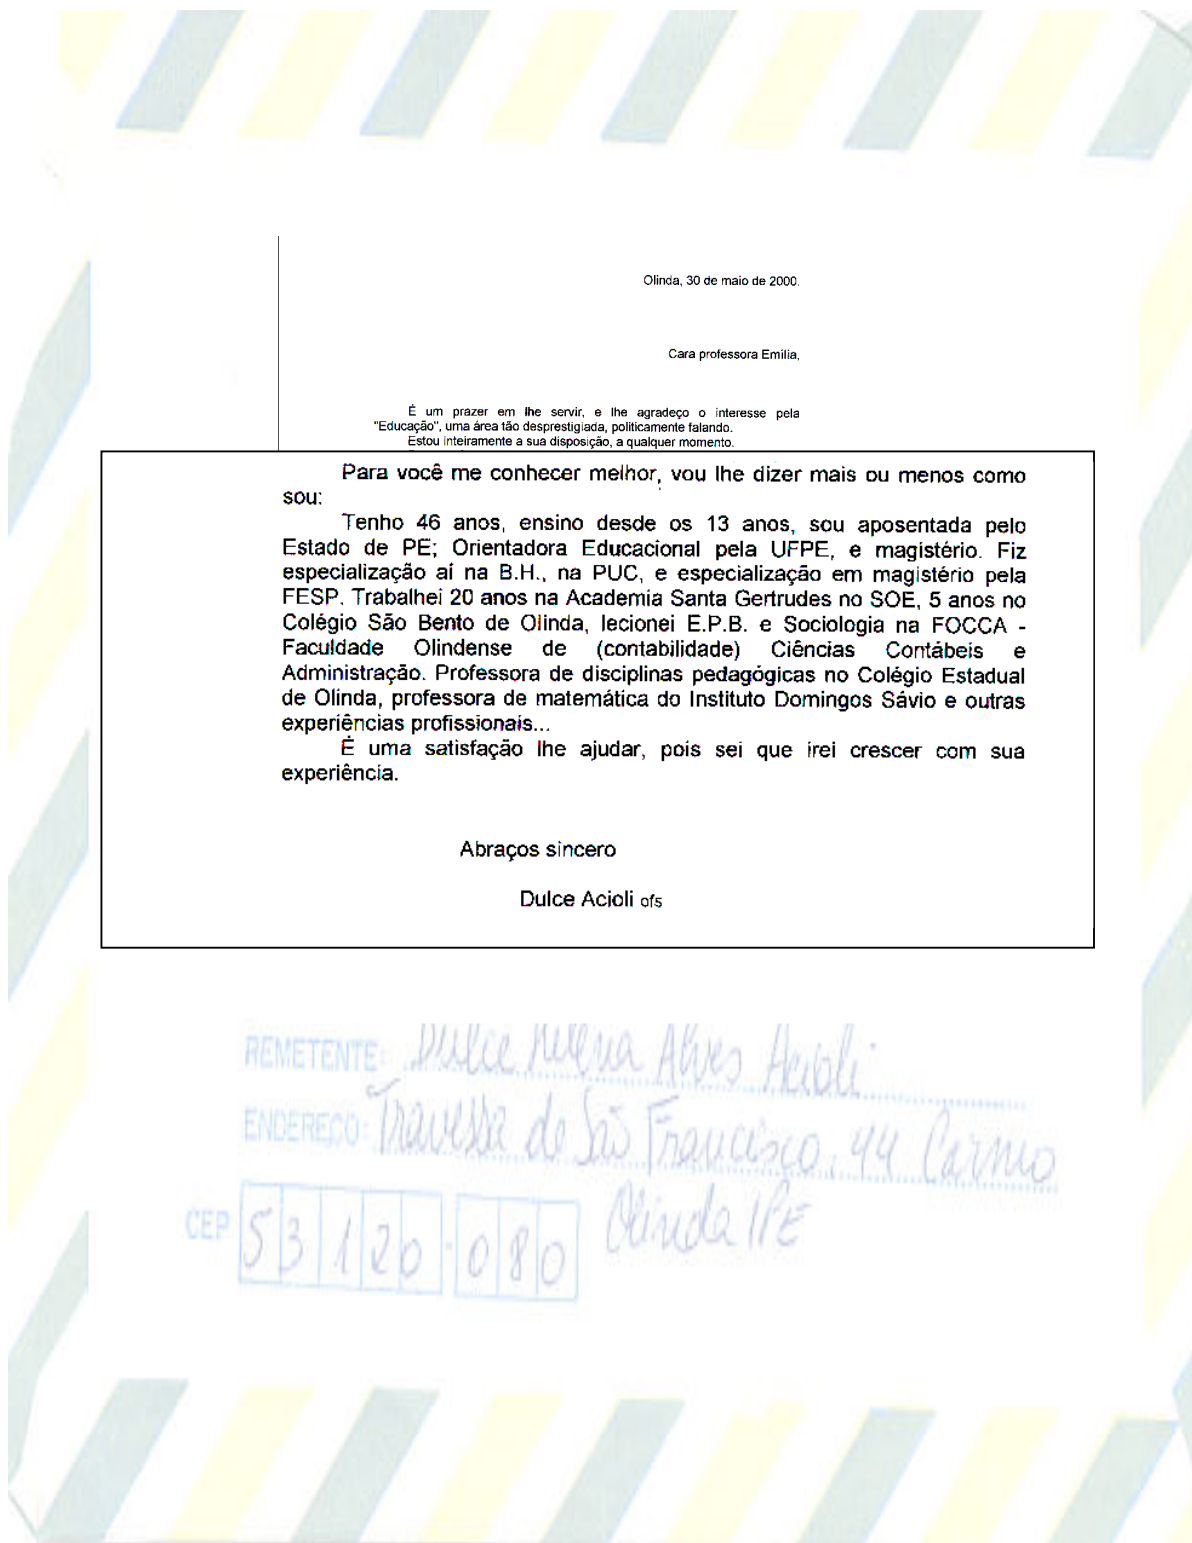 Olinda, 30 de maio de 2000.
Cara professora Emilia,
É um prazer em lhe servir, e lhe agradeço o interesse pela
"Educação", uma área tão desprestigiada, politicamente falando.
Estou inteiramente a sua disposição, a qualquer momento.
Para você me conhecer melhor, vou lhe dizer mais ou menos como
sou:
Tenho 46 anos, ensino desde os 13 anos, sou aposentada pelo
Estado de PE; Orientadora Educacional pela UFPE, e magistério. Fiz
especialização aí na B.H., na PUC, e especialização em magistério pela
FESP. Trabalhei 20 anos na Academia Santa Gertrudes no SOE, 5 anos no
Colégio São Bento de Olinda, lecionei E.P.B. e Sociologia na FOCCA -
Faculdade Olindense de (contabilidade) Ciências Contábeis e
Administração. Professora de disciplinas pedagógicas no Colégio Estadual
de Olinda, professora de matemática do Instituto Domingos Sávio e outras
experiências profissionais...
É uma satisfação lhe ajudar, pois sei que irei crescer com sua
experiência.
Abraços sincero
Dulce Acioli ofs
REMETENTE: Dulce Helena Alves Acioli
ENDEREÇO: Travessa de São Francisco, 44 Carmo
CEP 53120-080 Olinda/PE